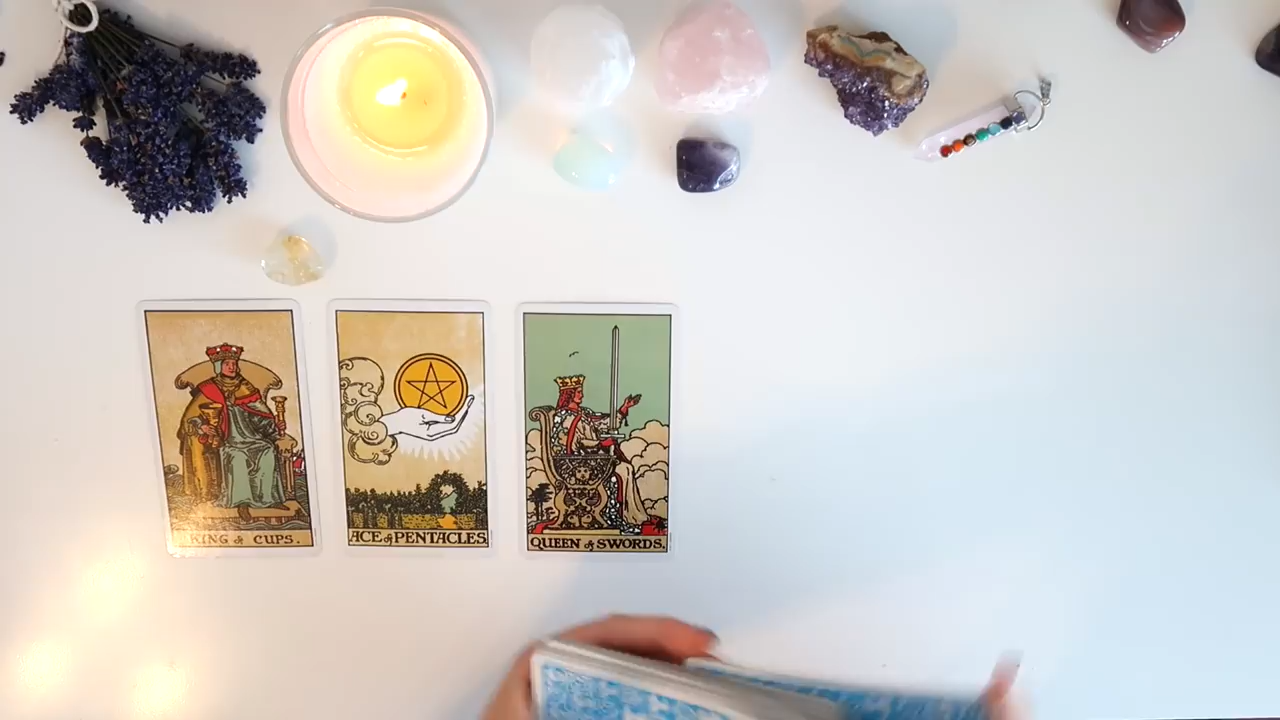 KING of CUPS.
ACE of PENTACLES.
QUEEN of SWORDS.